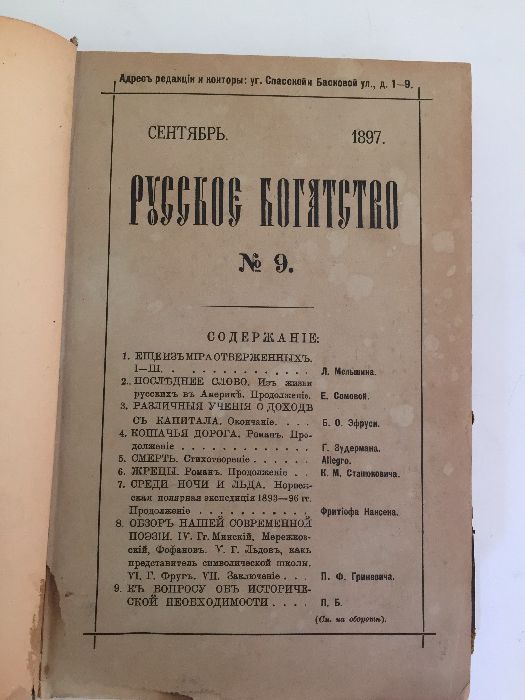 Адресъ редакціи и конторы: уг. Спасской и Басковой ул., д. 1—9.
СЕНТЯБРЬ. 1897.
РУССКОЕ БОГАТСТВО
№ 9.
СОДЕРЖАНІЕ:
1. ЕЩЕ ИЗЪ МІРА ОТВЕРЖЕННЫХЪ.
I—III. . . . . . . . . . . . . Л. Мельшина.
2. ПОСЛѢДНЕЕ СЛОВО. Изъ жизни
русскихъ въ Америкѣ. Продолженіе. Е. Сомовой.
3. РАЗЛИЧНЫЯ УЧЕНІЯ О ДОХОДѢ
СЪ КАПИТАЛА. Окончаніе. . . . Б. О. Эфруси.
4. КОШАЧЬЯ ДОРОГА. Романъ. Про-
долженіе . . . . . . . . . . . . Г. Зудермана.
5. СМЕРТЬ. Стихотвореніе . . . . . . Allegro.
6. ЖРЕЦЫ. Романъ. Продолженіе . . К. М. Станюковича.
7. СРЕДИ НОЧИ И ЛЬДА. Норвеж-
ская полярная экспедиція 1893—96 гг.
Продолженіе . . . . . . . . . . . Фритіофа Нансена.
8. ОБЗОРЪ НАШЕЙ СОВРЕМЕННОЙ
ПОЭЗІИ. IV. Гг. Минскій, Мережков-
скій, Фофановъ. V. Г. Льдовъ, какъ
представитель символической школы.
VI. Г. Фругъ. VII. Заключеніе . . . П. Ф. Гриневича.
9. КЪ ВОПРОСУ ОБЪ ИСТОРИЧЕ-
СКОЙ НЕОБХОДИМОСТИ . . . . П. Б.
(См. на оборотѣ).